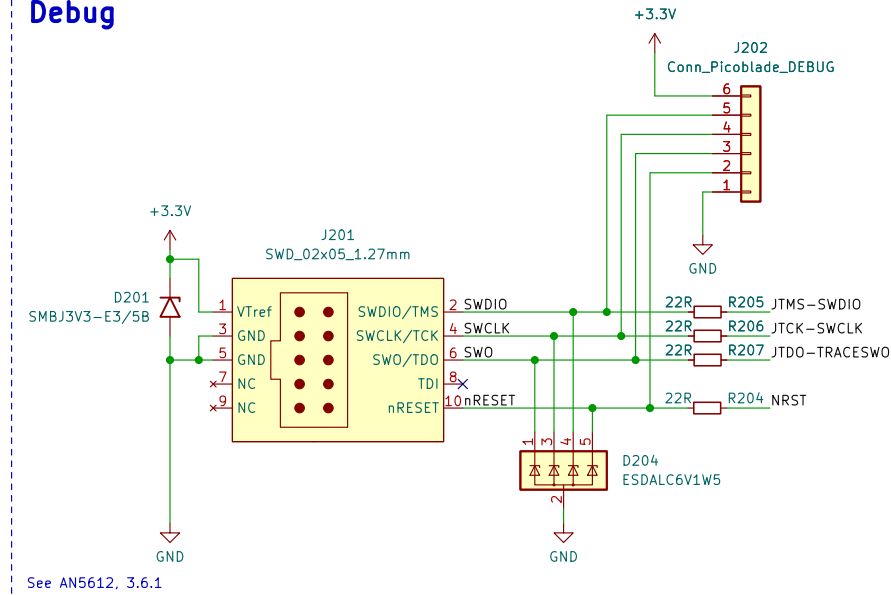 Debug
+3.3V
J202
Conn_Picoblade_DEBUG
6
5
4
3
2
1
GND
+3.3V
J201
SWD_02x05_1.27mm
D201
SMBJ3V3-E3/5B
1 VTref
3 GND
5 GND
7 NC
9 NC
SWDIO/TMS 2 SWDIO
SWCLK/TCK 4 SWCLK
SWO/TDO 6 SWO
TDI 8
nRESET 10 nRESET
22R R205 JTMS-SWDIO
22R R206 JTCK-SWCLK
22R R207 JTDO-TRACESWO
22R R204 NRST
1 3 4 5
D204
ESDALC6V1W5
2
GND
GND
See AN5612, 3.6.1